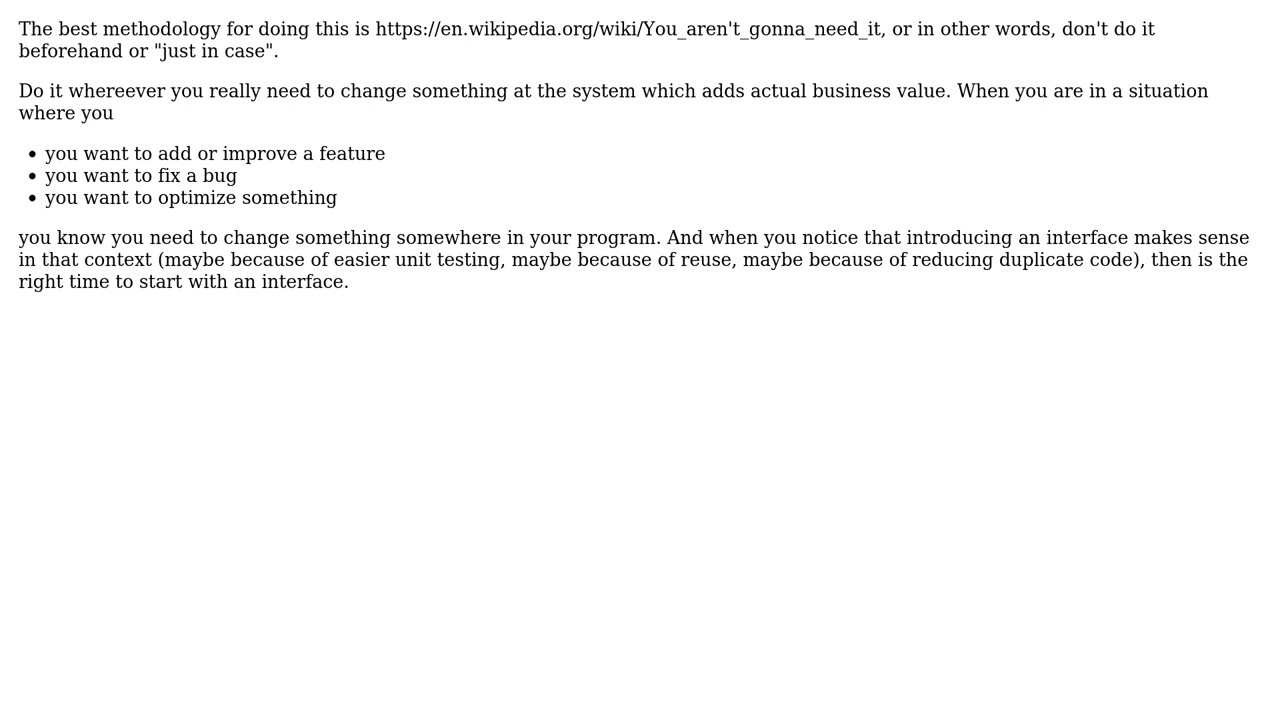 The best methodology for doing this is https://en.wikipedia.org/wiki/You_aren't_gonna_need_it, or in other words, don't do it
beforehand or "just in case".
Do it whereever you really need to change something at the system which adds actual business value. When you are in a situation
where you
• you want to add or improve a feature
• you want to fix a bug
• you want to optimize something
you know you need to change something somewhere in your program. And when you notice that introducing an interface makes sense
in that context (maybe because of easier unit testing, maybe because of reuse, maybe because of reducing duplicate code), then is the
right time to start with an interface.